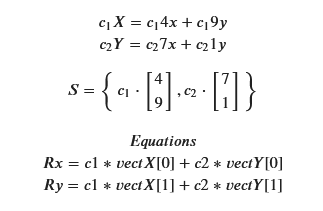 c₁X = c₁4x + c₁9y
c₂Y = c₂7x + c₂1y
S = { c₁ · [4 9] , c₂ · [7 1] }
Equations
Rx = c1 * vectX[0] + c2 * vectY[0]
Ry = c1 * vectX[1] + c2 * vectY[1]